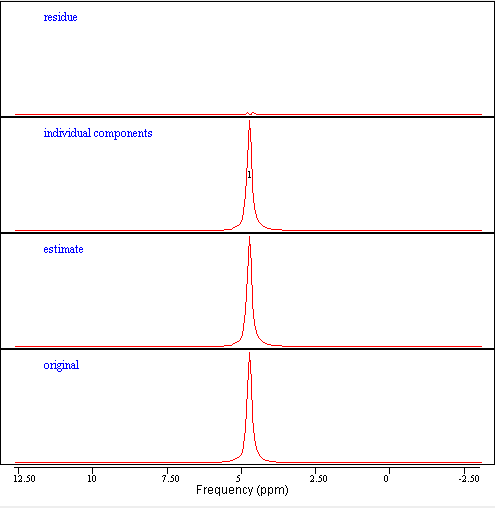 residue
individual components
1
estimate
original
12.50 10 7.50 5 2.50 0 -2.50
Frequency (ppm)